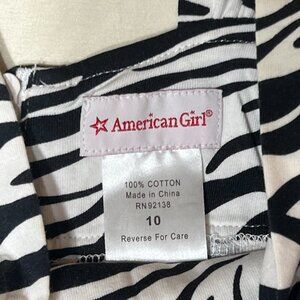 American Girl®
100% COTTON
Made in China
RN92138
10
Reverse For Care